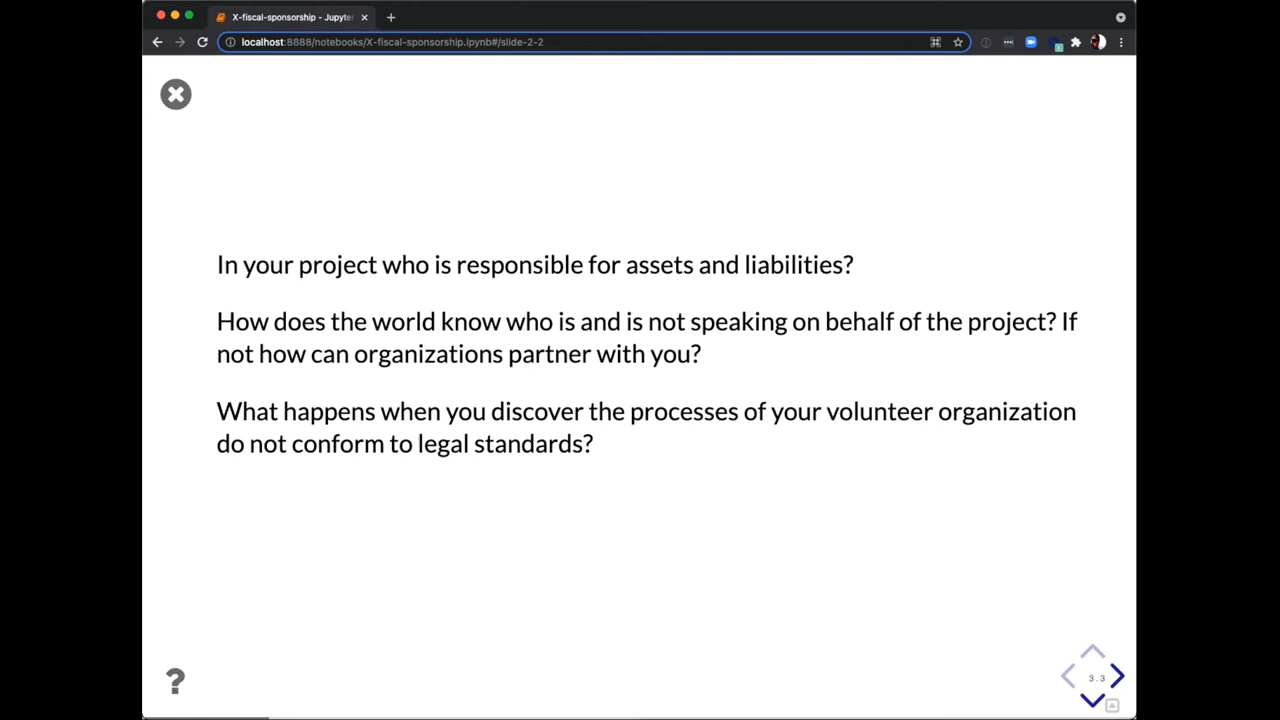 X-fiscal-sponsorship - Jupyte
localhost:8888/notebooks/X-fiscal-sponsorship.ipynb#/slide-2-2
In your project who is responsible for assets and liabilities?
How does the world know who is and is not speaking on behalf of the project? If
not how can organizations partner with you?
What happens when you discover the processes of your volunteer organization
do not conform to legal standards?
?
3.3